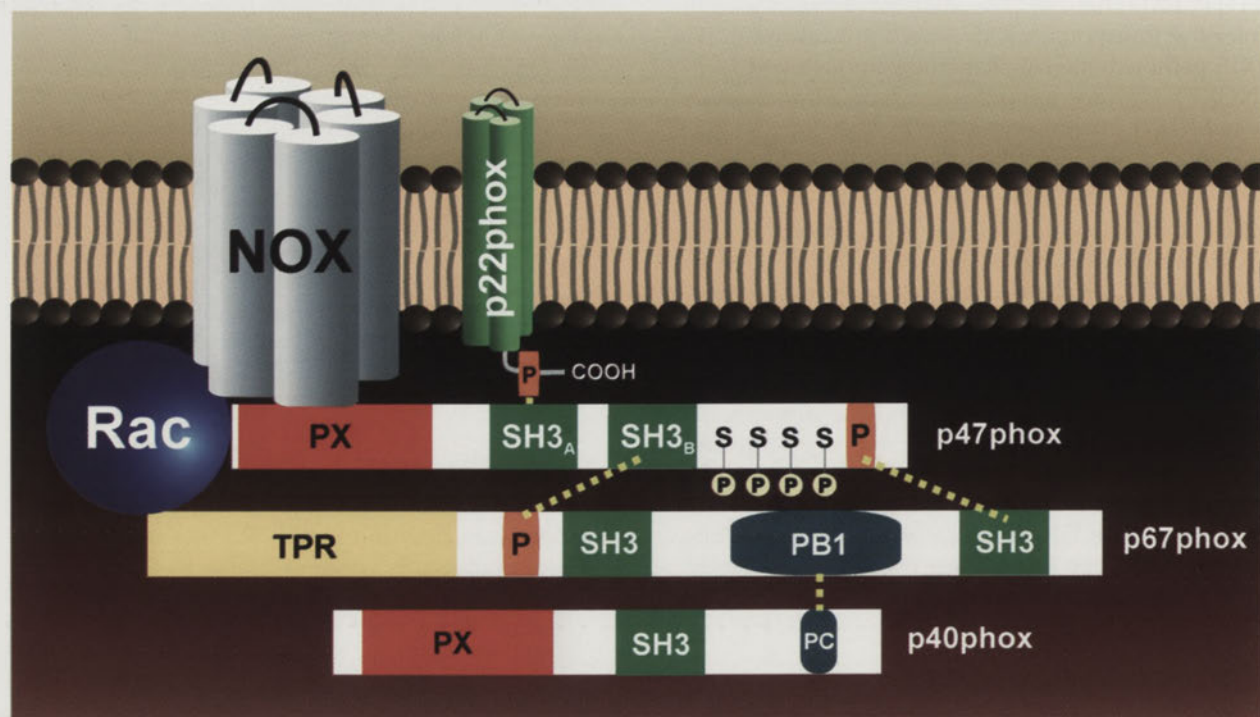 NOX
p22phox
P
COOH
Rac
PX
SH3A
SH3B
S S S S
P
p47phox
P P P P
TPR
P
SH3
PB1
SH3
p67phox
PX
SH3
PC
p40phox